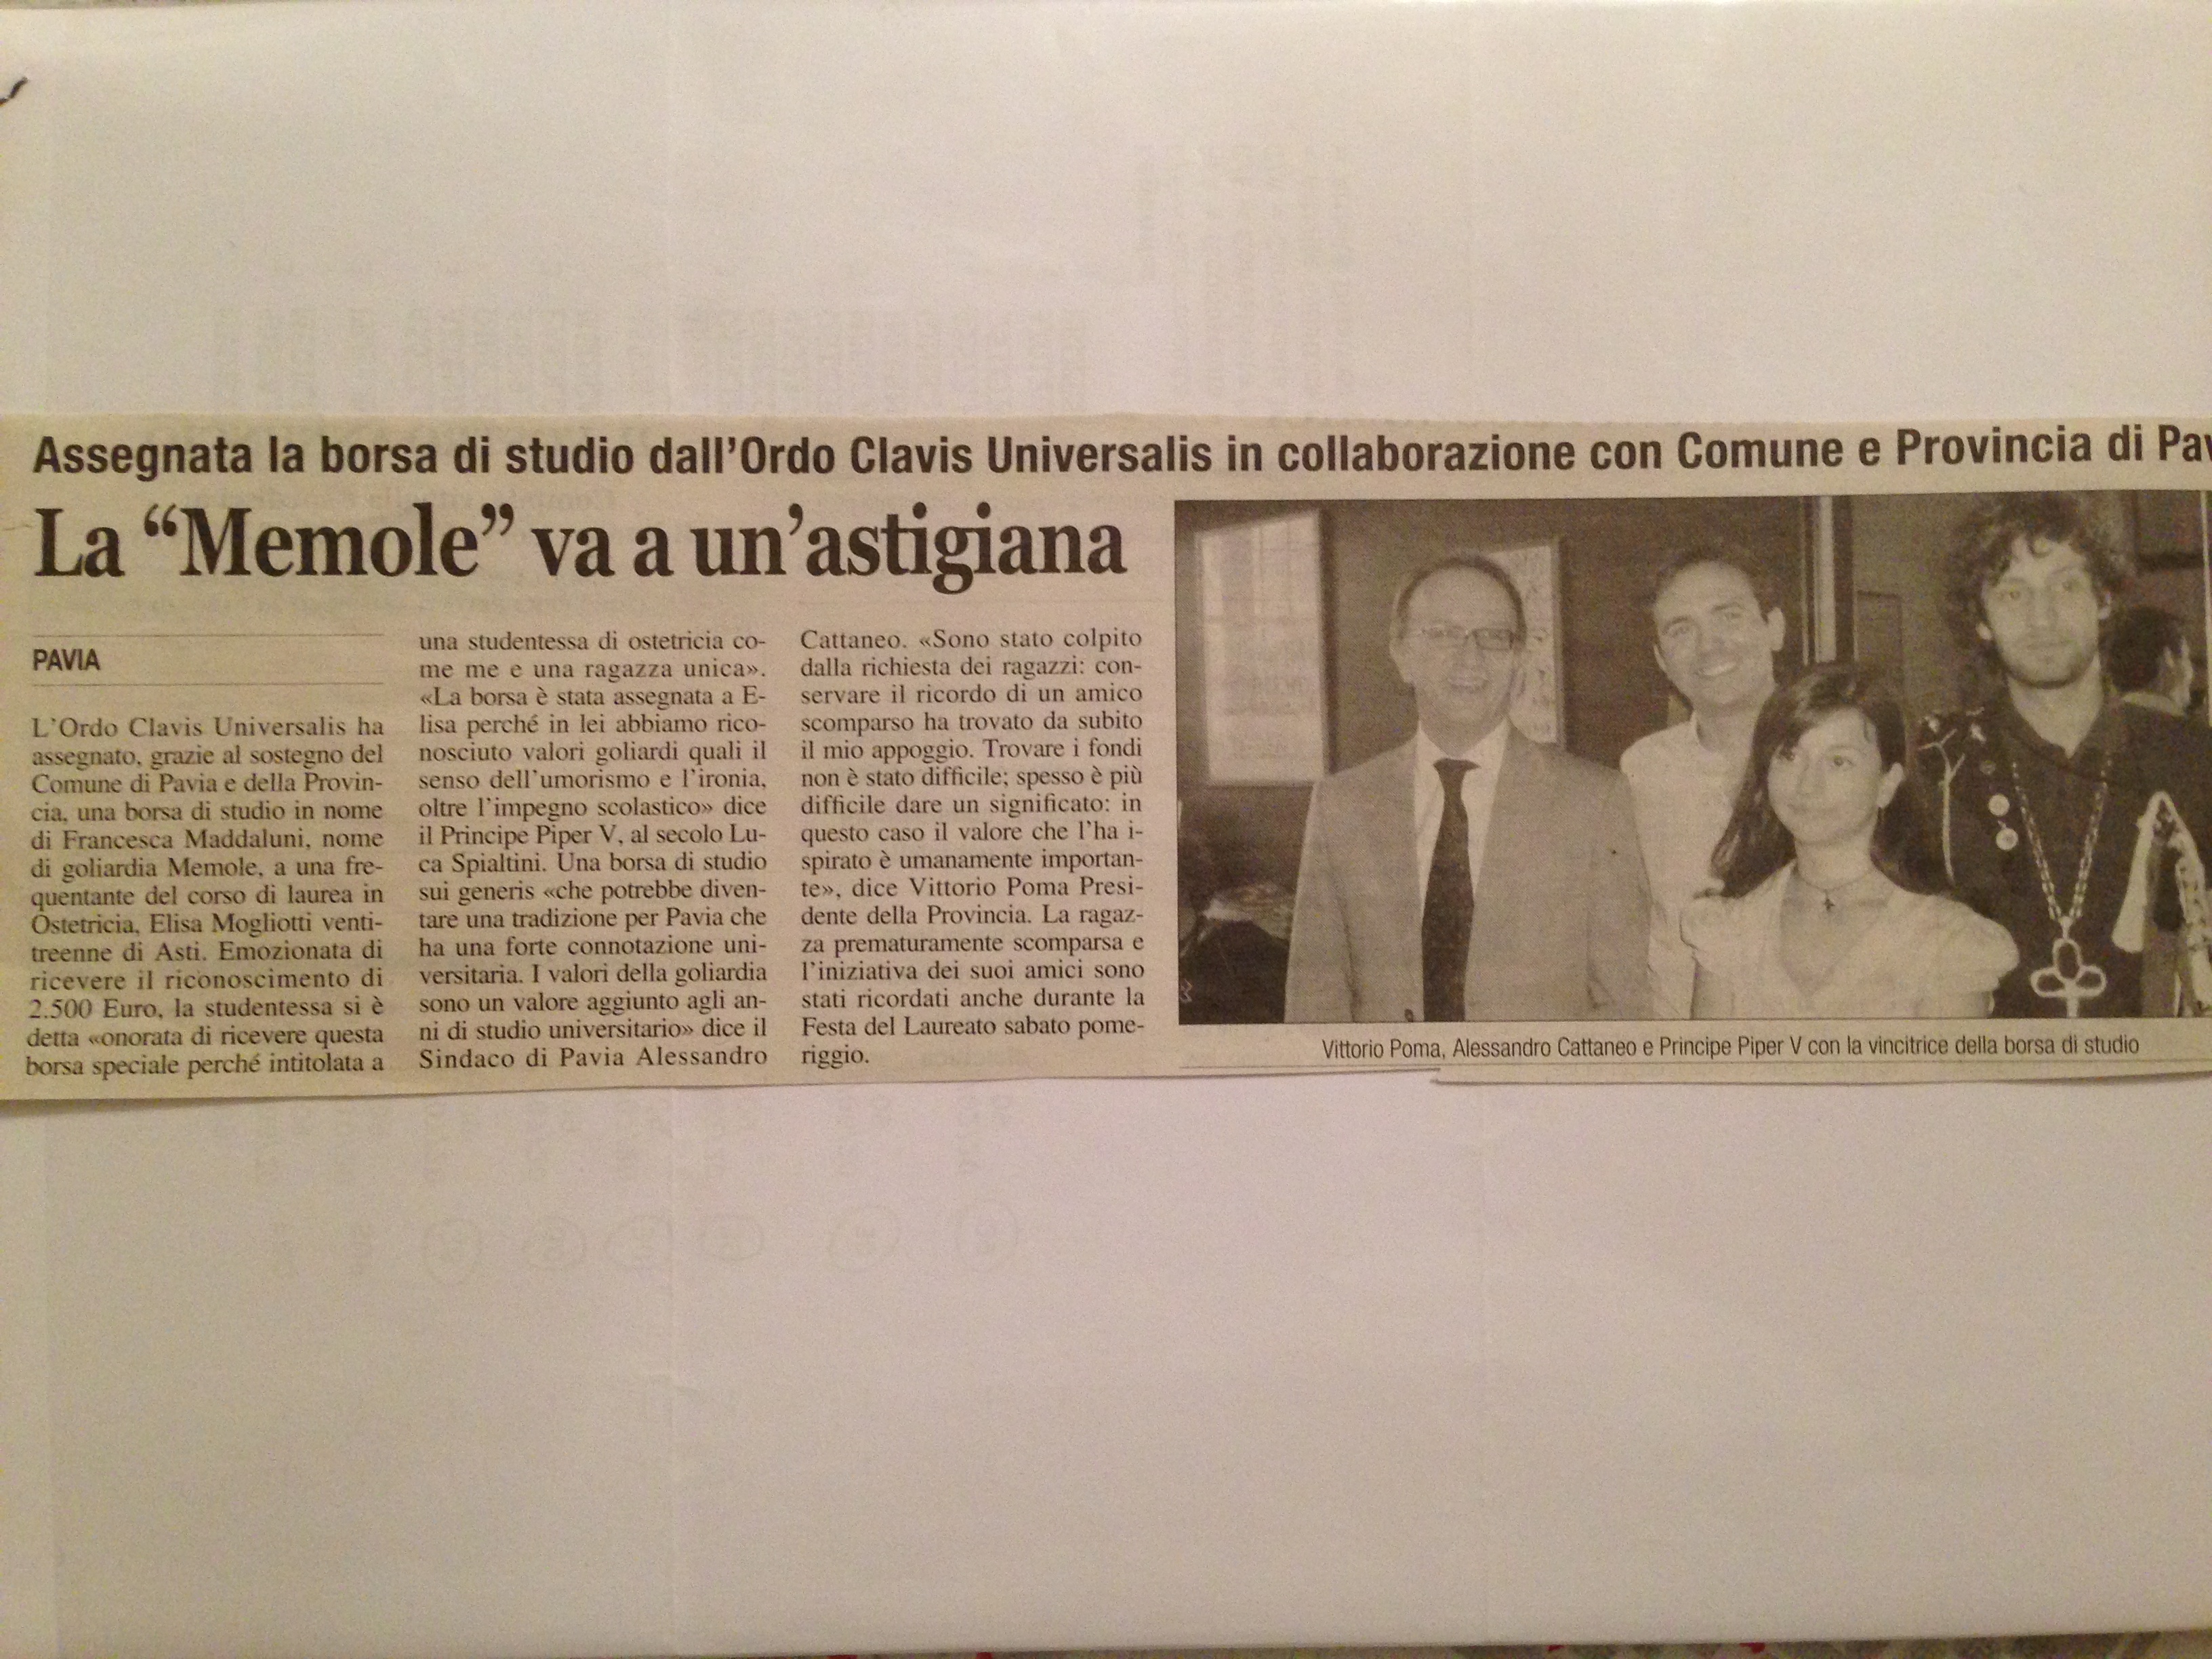 Assegnata la borsa di studio dall'Ordo Clavis Universalis in collaborazione con Comune e Provincia di Pav
La “Memole” va a un'astigiana
PAVIA
L'Ordo Clavis Universalis ha
assegnato, grazie al sostegno del
Comune di Pavia e della Provin-
cia, una borsa di studio in nome
di Francesca Maddaluni, nome
di goliardia Memole, a una fre-
quentante del corso di laurea in
Ostetricia, Elisa Mogliotti venti-
treenne di Asti. Emozionata di
ricevere il riconoscimento di
2.500 Euro, la studentessa si è
detta «onorata di ricevere questa
borsa speciale perché intitolata a
una studentessa di ostetricia co-
me me e una ragazza unica».
«La borsa è stata assegnata a E-
lisa perché in lei abbiamo rico-
nosciuto valori goliardi quali il
senso dell'umorismo e l'ironia,
oltre l'impegno scolastico» dice
il Principe Piper V, al secolo Lu-
ca Spialtini. Una borsa di studio
sui generis «che potrebbe diven-
tare una tradizione per Pavia che
ha una forte connotazione uni-
versitaria. I valori della goliardia
sono un valore aggiunto agli an-
ni di studio universitario» dice il
Sindaco di Pavia Alessandro
Cattaneo. «Sono stato colpito
dalla richiesta dei ragazzi: con-
servare il ricordo di un amico
scomparso ha trovato da subito
il mio appoggio. Trovare i fondi
non è stato difficile; spesso è più
difficile dare un significato: in
questo caso il valore che l'ha i-
spirato è umanamente importan-
te», dice Vittorio Poma Presi-
dente della Provincia. La ragaz-
za prematuramente scomparsa e
l'iniziativa dei suoi amici sono
stati ricordati anche durante la
Festa del Laureato sabato pome-
riggio.
Vittorio Poma, Alessandro Cattaneo e Principe Piper V con la vincitrice della borsa di studio